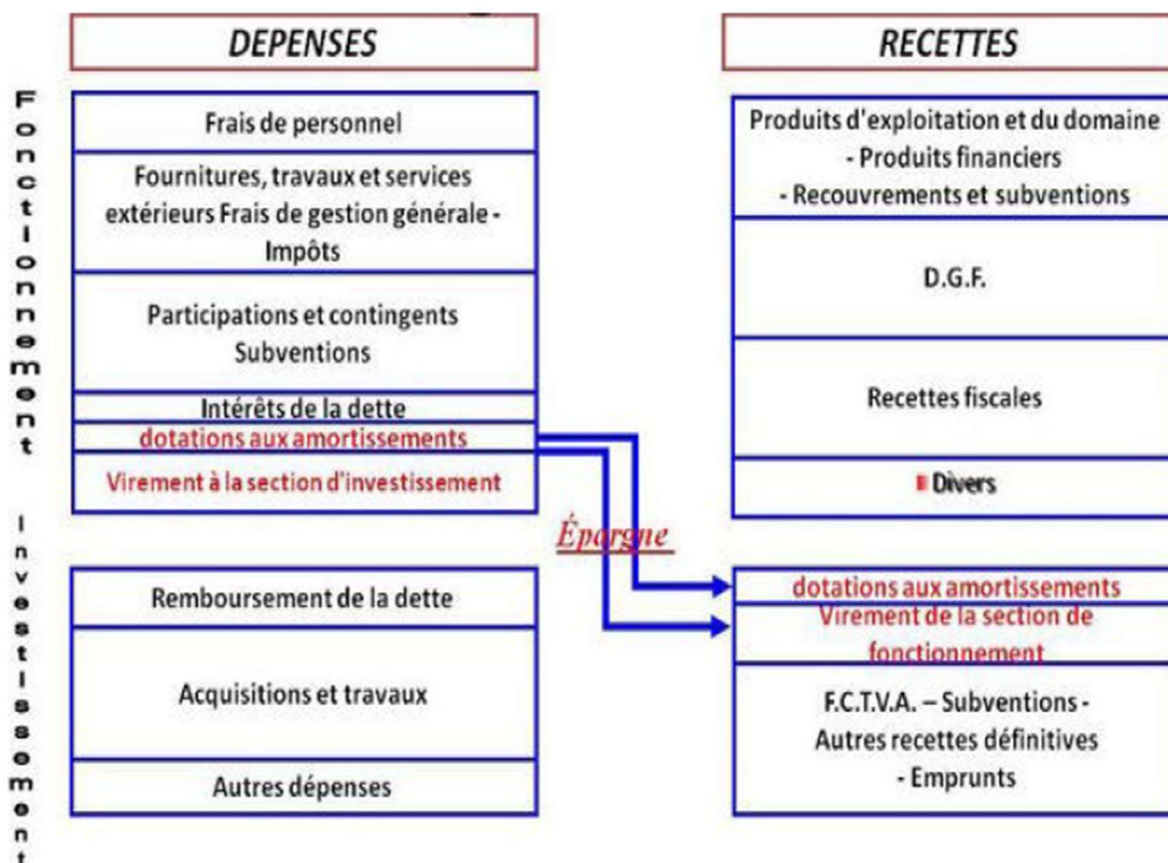 DEPENSES
RECETTES
Fonctionnement
Frais de personnel
Fournitures, travaux et services
extérieurs Frais de gestion générale -
Impôts
Participations et contingents
Subventions
Intérêts de la dette
dotations aux amortissements
Virement à la section d'investissement
Produits d'exploitation et du domaine
- Produits financiers
- Recouvrements et subventions
D.G.F.
Recettes fiscales
Divers
Épargne
Investissement
Remboursement de la dette
Acquisitions et travaux
Autres dépenses
dotations aux amortissements
Virement de la section de
fonctionnement
F.C.T.V.A. – Subventions -
Autres recettes définitives
- Emprunts